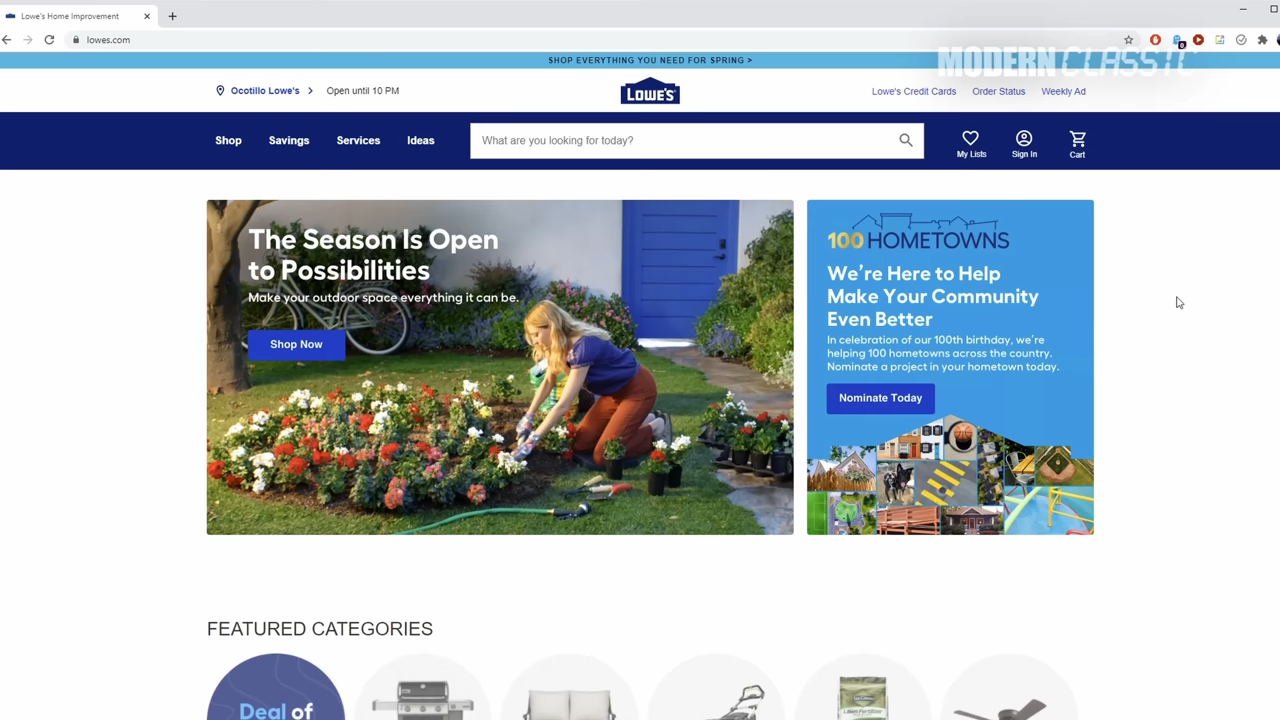 Lowe's Home Improvement
lowes.com
MODERN CLASSIC
SHOP EVERYTHING YOU NEED FOR SPRING >
Ocotillo Lowe's
Open until 10 PM
LOWE'S
Lowe's Credit Cards
Order Status
Weekly Ad
Shop
Savings
Services
Ideas
What are you looking for today?
My Lists
Sign In
Cart
The Season Is Open
to Possibilities
Make your outdoor space everything it can be.
Shop Now
100 HOMETOWNS
We're Here to Help
Make Your Community
Even Better
In celebration of our 100th birthday, we're
helping 100 hometowns across the country.
Nominate a project in your hometown today.
Nominate Today
FEATURED CATEGORIES
Deal of